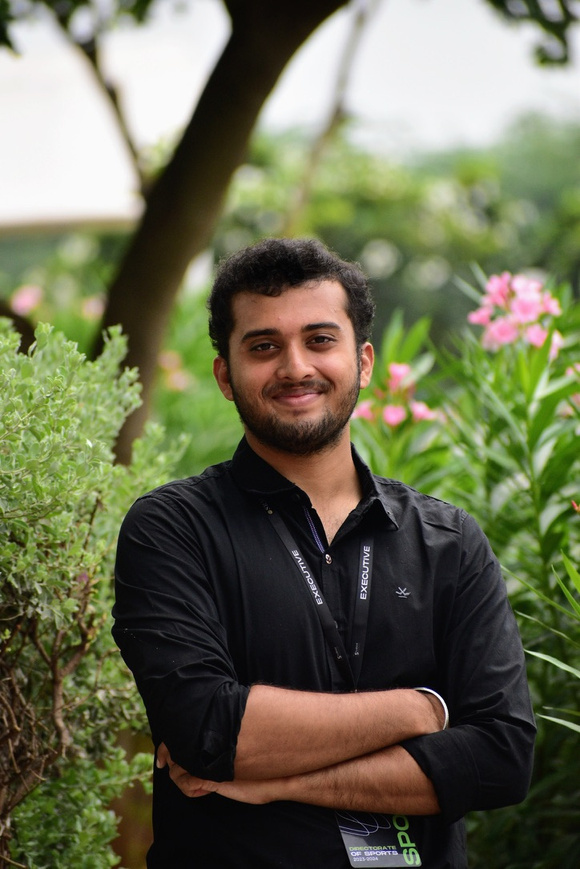 EXECUTIVE
EXECUTIVE
DIRECTORATE
OF SPORTS
2023-2024
SPO